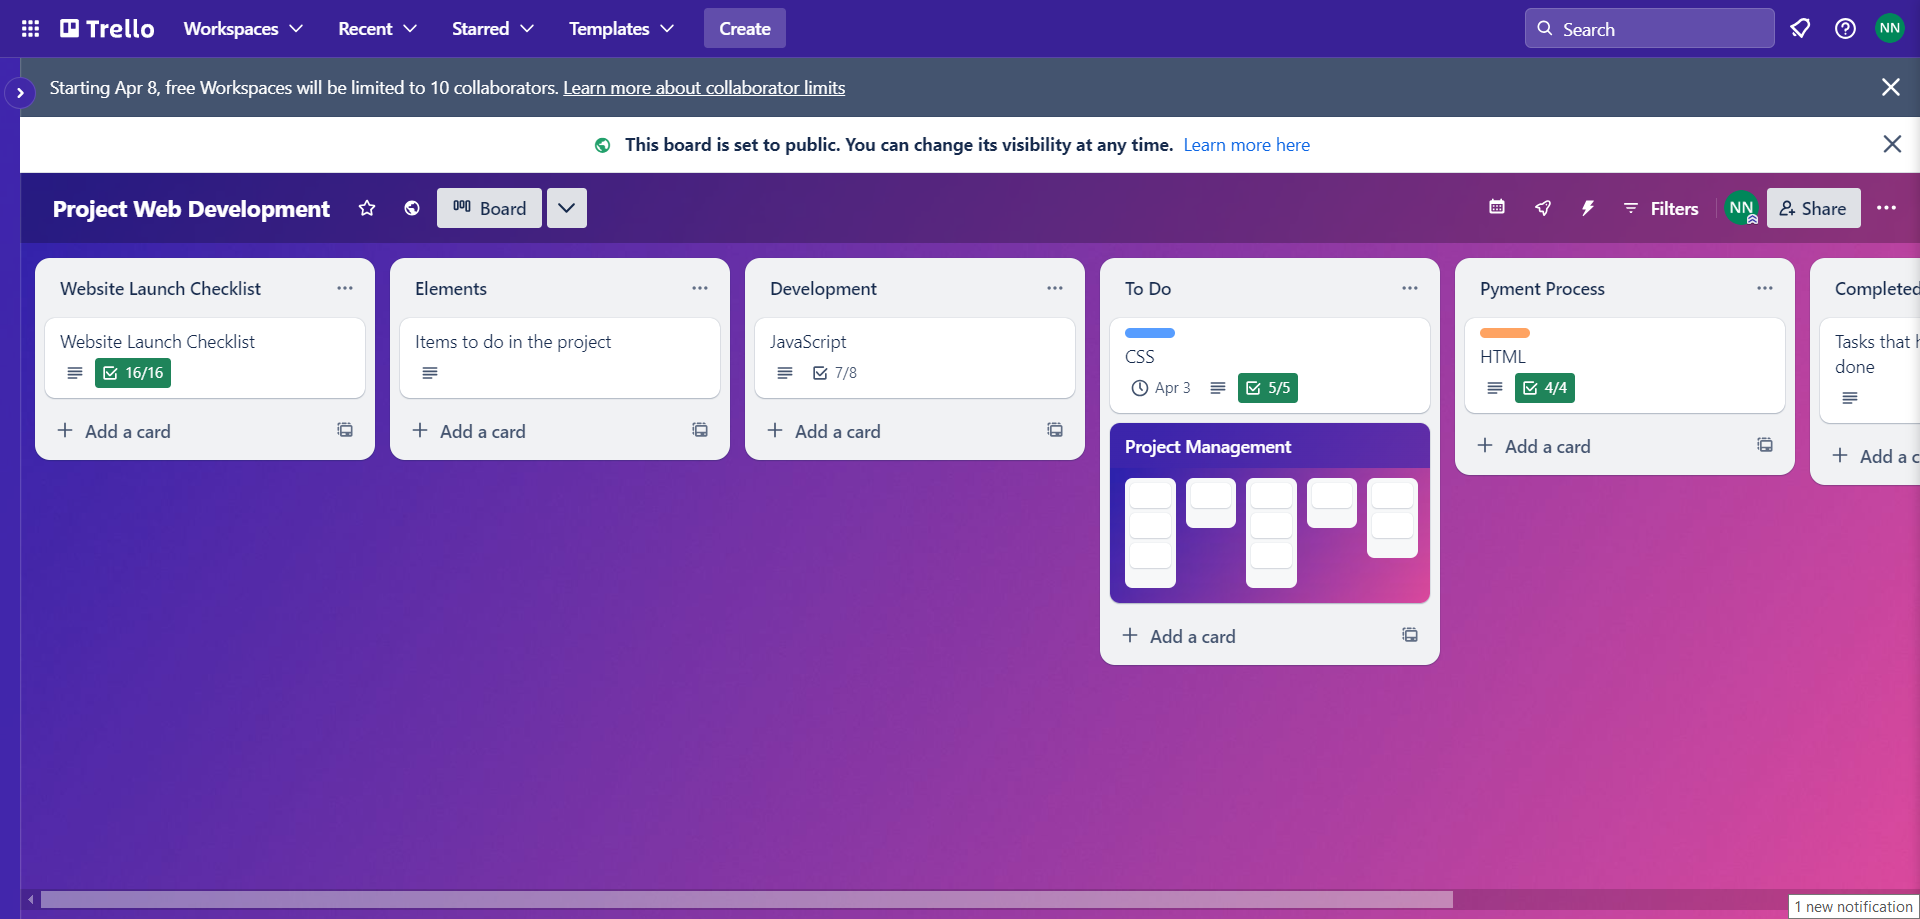 Trello
Workspaces
Recent
Starred
Templates
Create
Search
NN
Starting Apr 8, free Workspaces will be limited to 10 collaborators. Learn more about collaborator limits
This board is set to public. You can change its visibility at any time. Learn more here
Project Web Development
Board
Filters
NN
Share
Website Launch Checklist
Website Launch Checklist
16/16
Add a card
Elements
Items to do in the project
Add a card
Development
JavaScript
7/8
Add a card
To Do
CSS
Apr 3
5/5
Project Management
Add a card
Pyment Process
HTML
4/4
Add a card
Completed
Tasks that
done
Add a
1 new notification